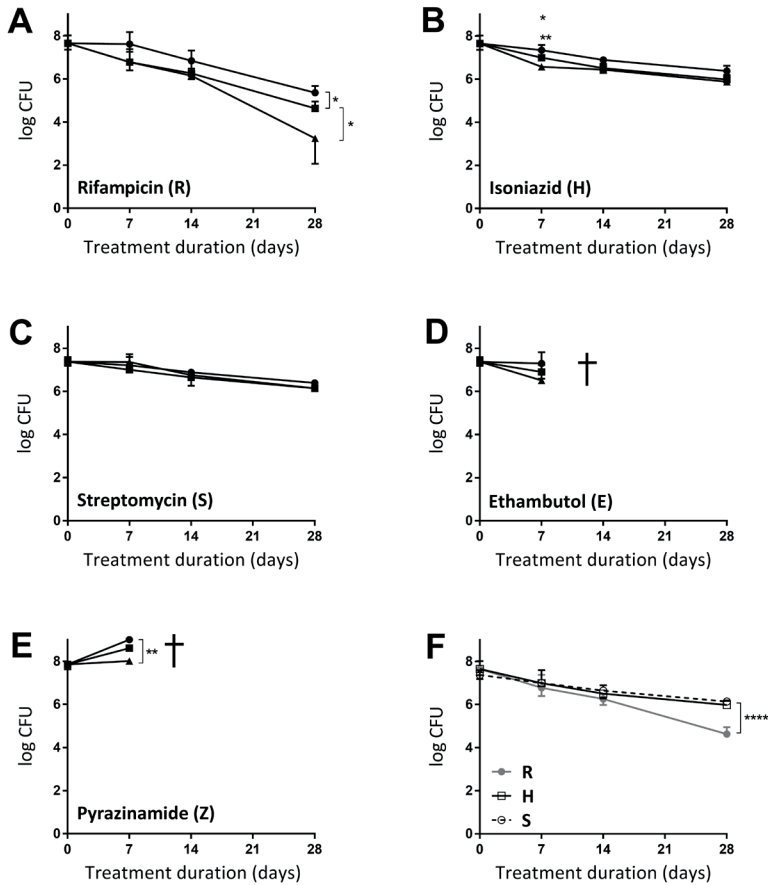 A
8
6
4
2
0
log CFU
*
*
Rifampicin (R)
0 7 14 21 28
Treatment duration (days)
B
8
6
4
2
0
log CFU
*
**
Isoniazid (H)
0 7 14 21 28
Treatment duration (days)
C
8
6
4
2
0
log CFU
Streptomycin (S)
0 7 14 21 28
Treatment duration (days)
D
8
6
4
2
0
log CFU
†
Ethambutol (E)
0 7 14 21 28
Treatment duration (days)
E
8
6
4
2
0
log CFU
** †
Pyrazinamide (Z)
0 7 14 21 28
Treatment duration (days)
F
8
6
4
2
0
log CFU
****
R
H
S
0 7 14 21 28
Treatment duration (days)